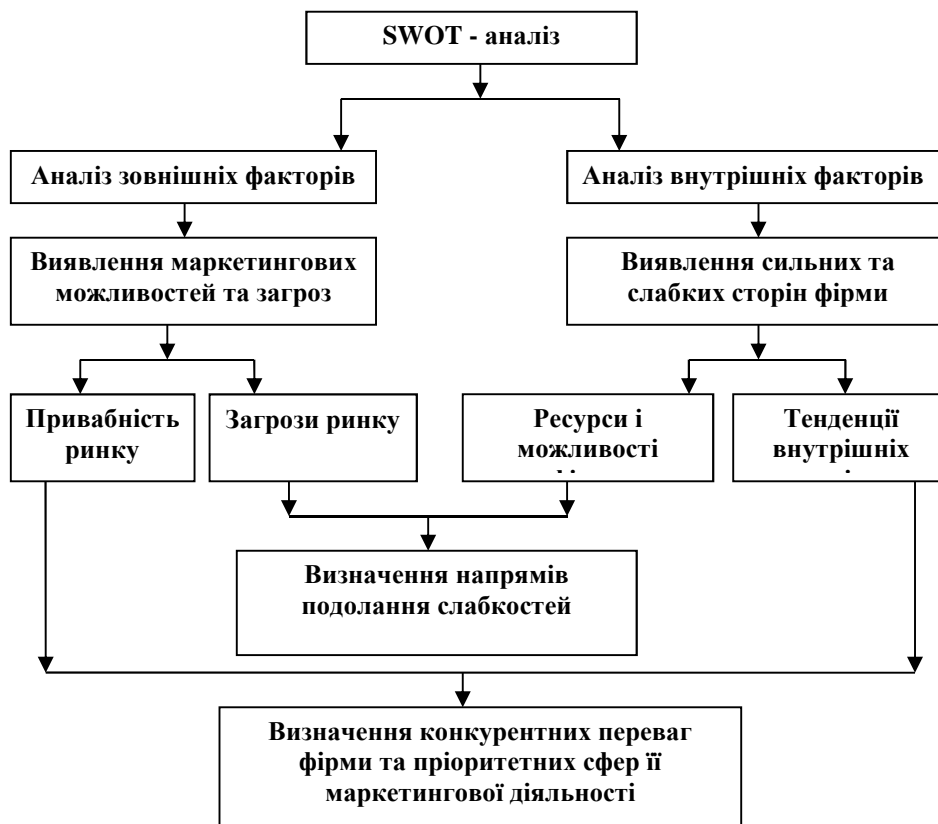 SWOT - аналіз
Аналіз зовнішніх факторів
Аналіз внутрішніх факторів
Виявлення маркетингових
можливостей та загроз
Виявлення сильних та
слабких сторін фірми
Привабність
ринку
Загрози ринку
Ресурси і
можливості
Тенденції
внутрішніх
Визначення напрямів
подолання слабкостей
Визначення конкурентних переваг
фірми та пріоритетних сфер її
маркетингової діяльності